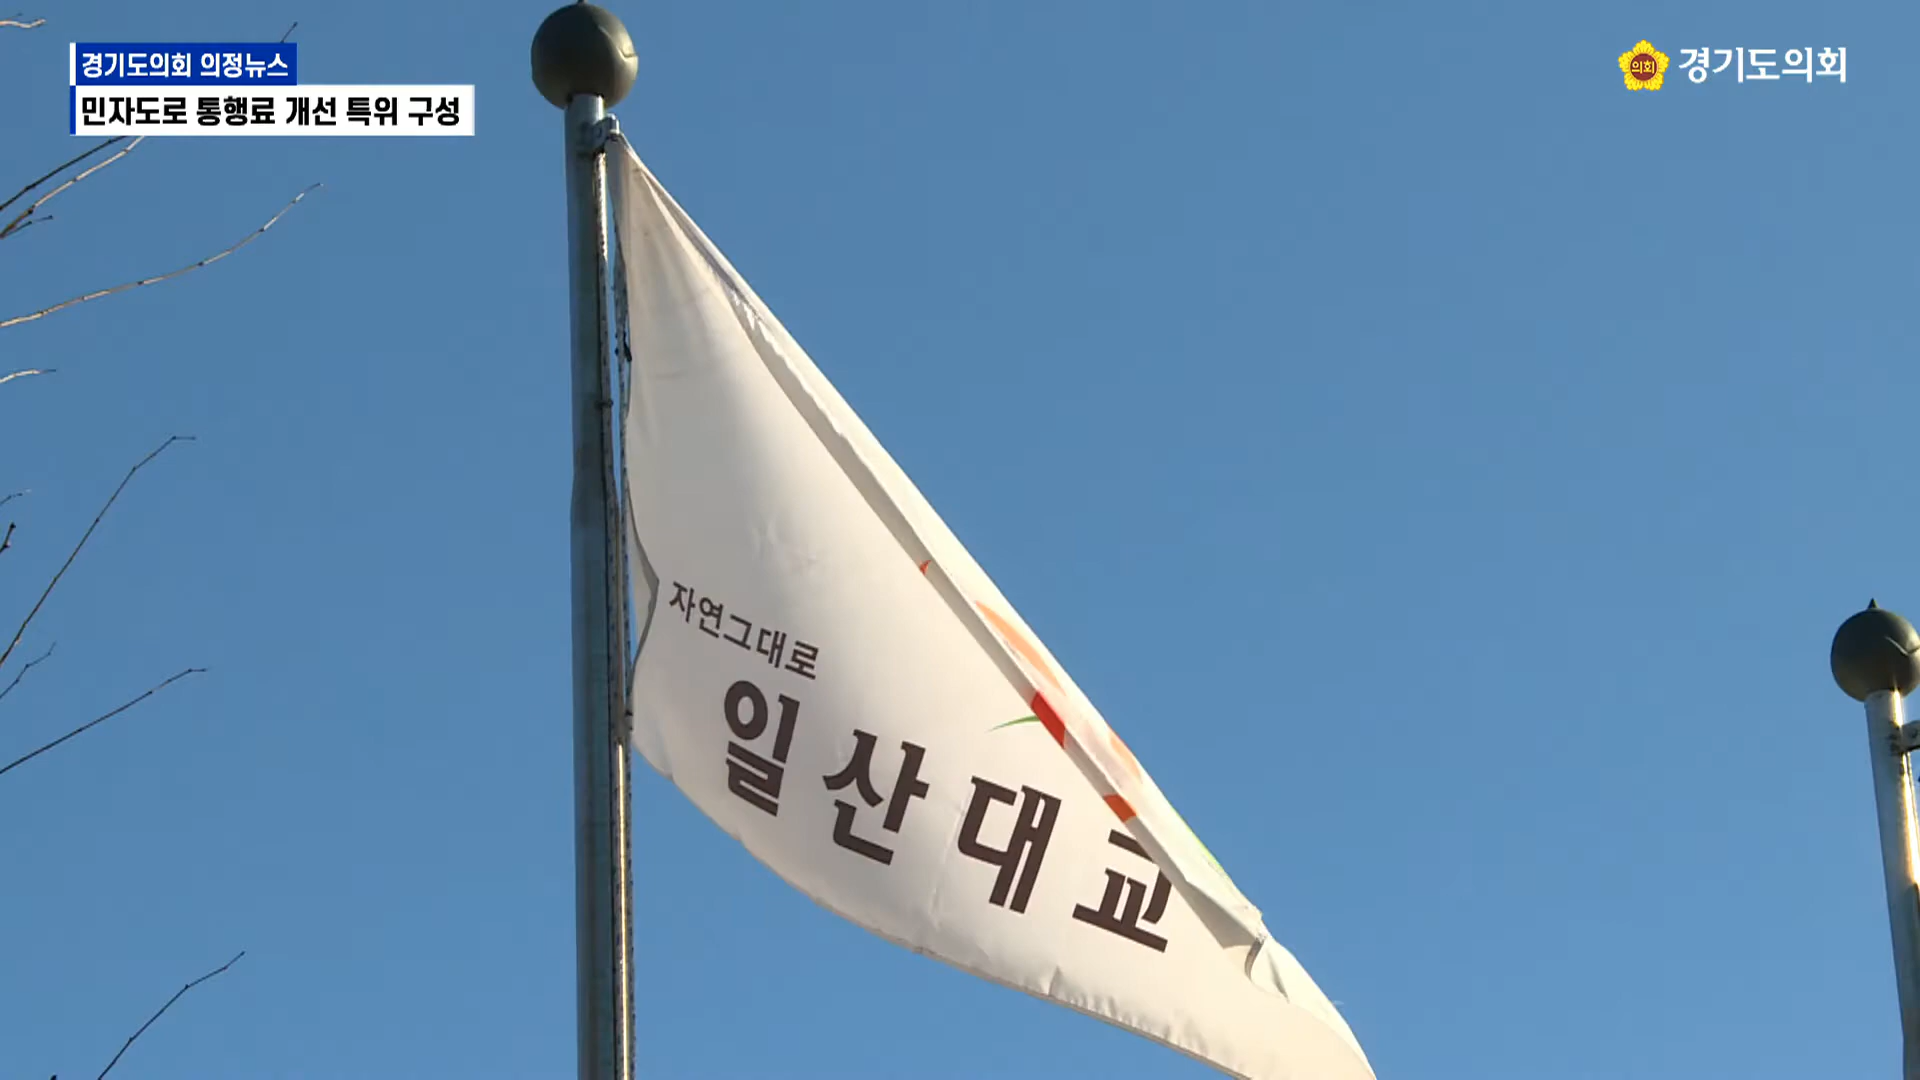 경기도의회 의정뉴스
민자도로 통행료 개선 특위 구성
의회 경기도의회
자연그대로
일산대교